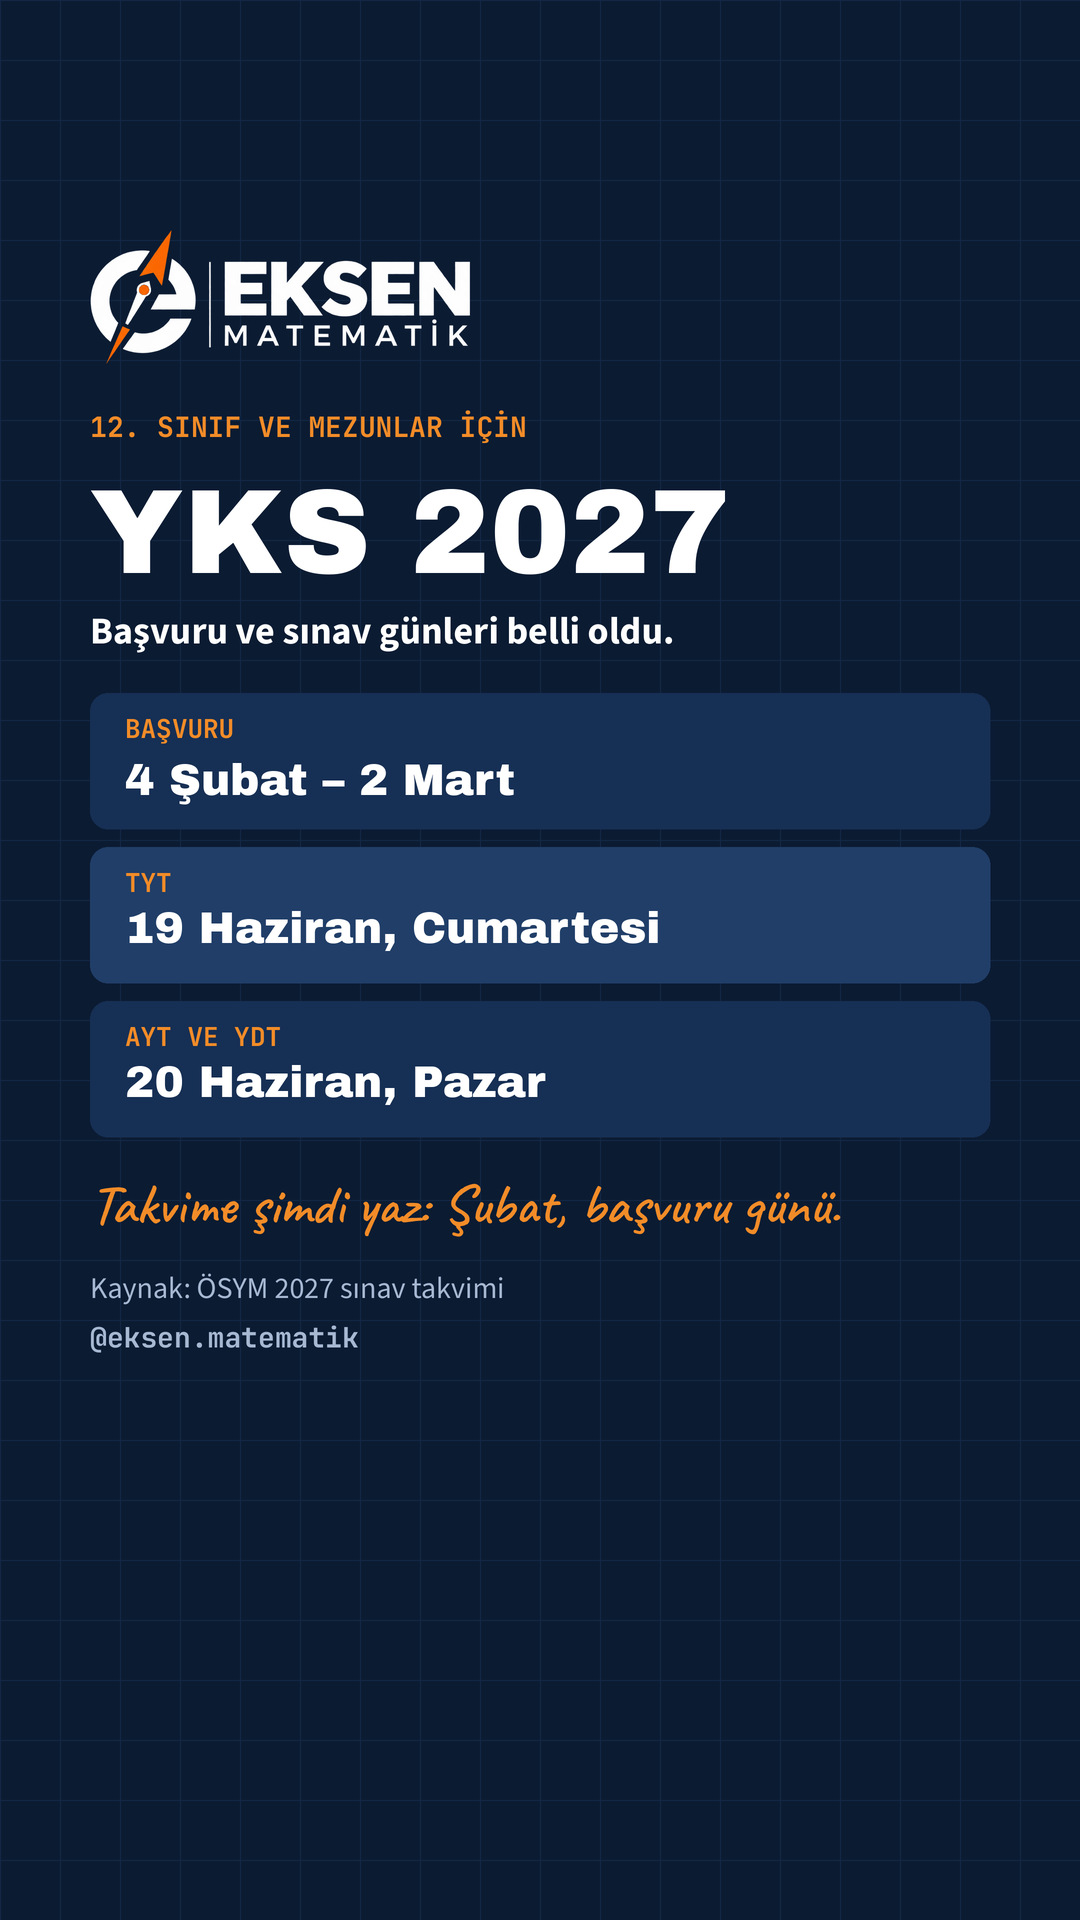 EKSEN
MATEMATİK
12. SINIF VE MEZUNLAR İÇİN
YKS 2027
Başvuru ve sınav günleri belli oldu.
BAŞVURU
4 Şubat – 2 Mart
TYT
19 Haziran, Cumartesi
AYT VE YDT
20 Haziran, Pazar
Takvime şimdi yaz: Şubat, başvuru günü.
Kaynak: ÖSYM 2027 sınav takvimi
@eksen.matematik